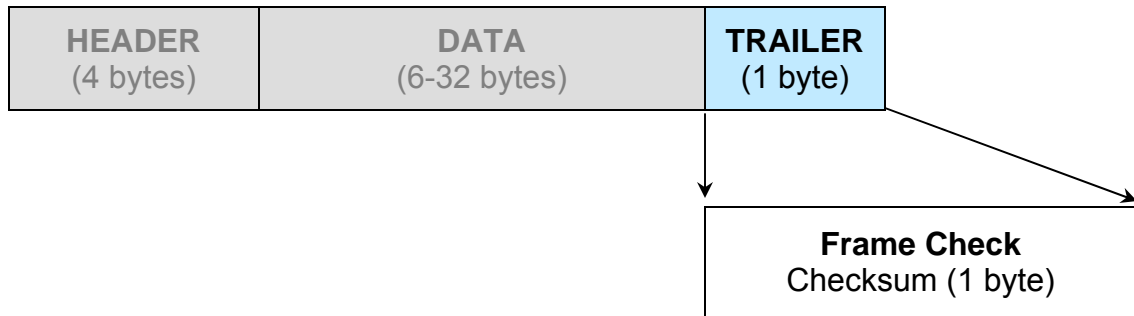 HEADER
(4 bytes)
DATA
(6-32 bytes)
TRAILER
(1 byte)
Frame Check
Checksum (1 byte)